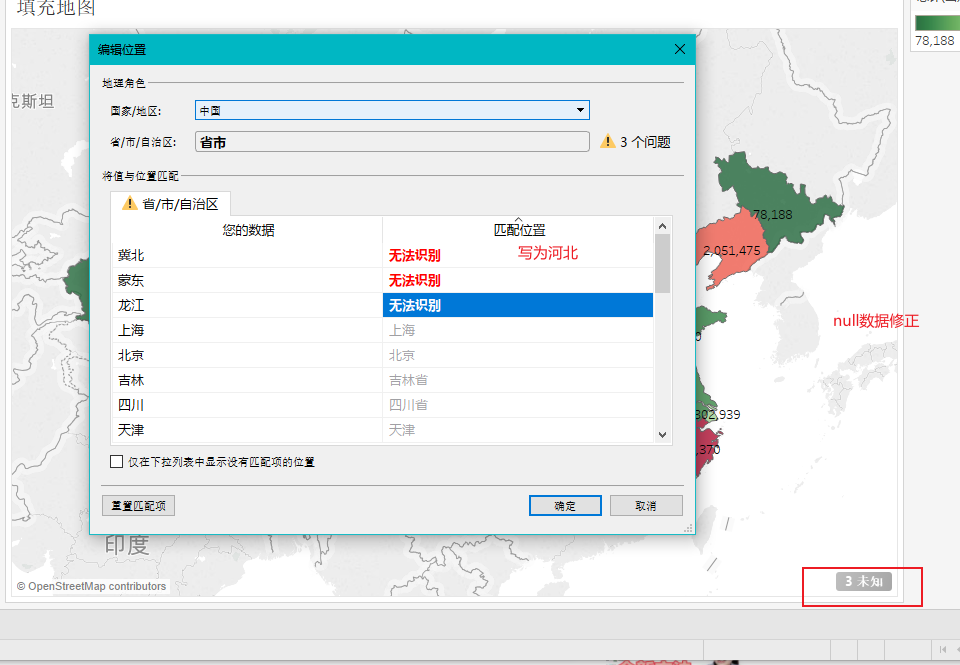 填充地图
78,188
克斯坦
编辑位置
地理角色
国家/地区: 中国
省/市/自治区: 省市 3 个问题
将值与位置匹配
省/市/自治区
您的数据 匹配位置
冀北 无法识别 写为河北
蒙东 无法识别
龙江 无法识别
上海 上海
北京 北京
吉林 吉林省
四川 四川省
天津 天津
仅在下拉列表中显示没有匹配项的位置
重置匹配项 确定 取消
78,188
2,051,475
null数据修正
302,939
,370
印度
3 未知
© OpenStreetMap contributors